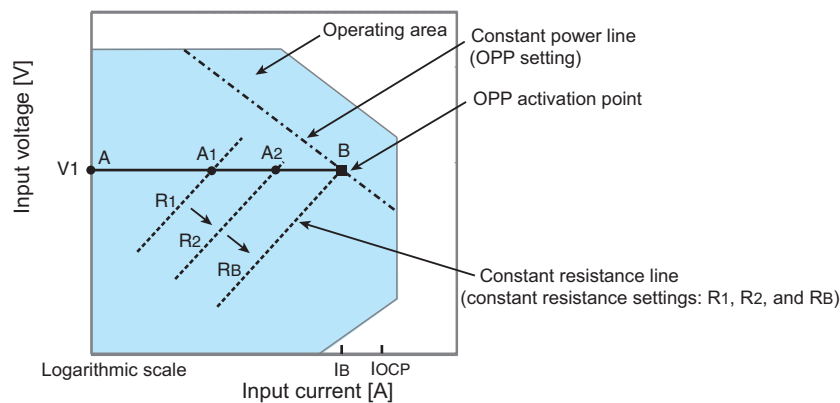 Operating area
Constant power line
(OPP setting)
OPP activation point
Input voltage [V]
V1
A
A1
A2
B
R1
R2
RB
Constant resistance line
(constant resistance settings: R1, R2, and RB)
Logarithmic scale
IB
IOCP
Input current [A]